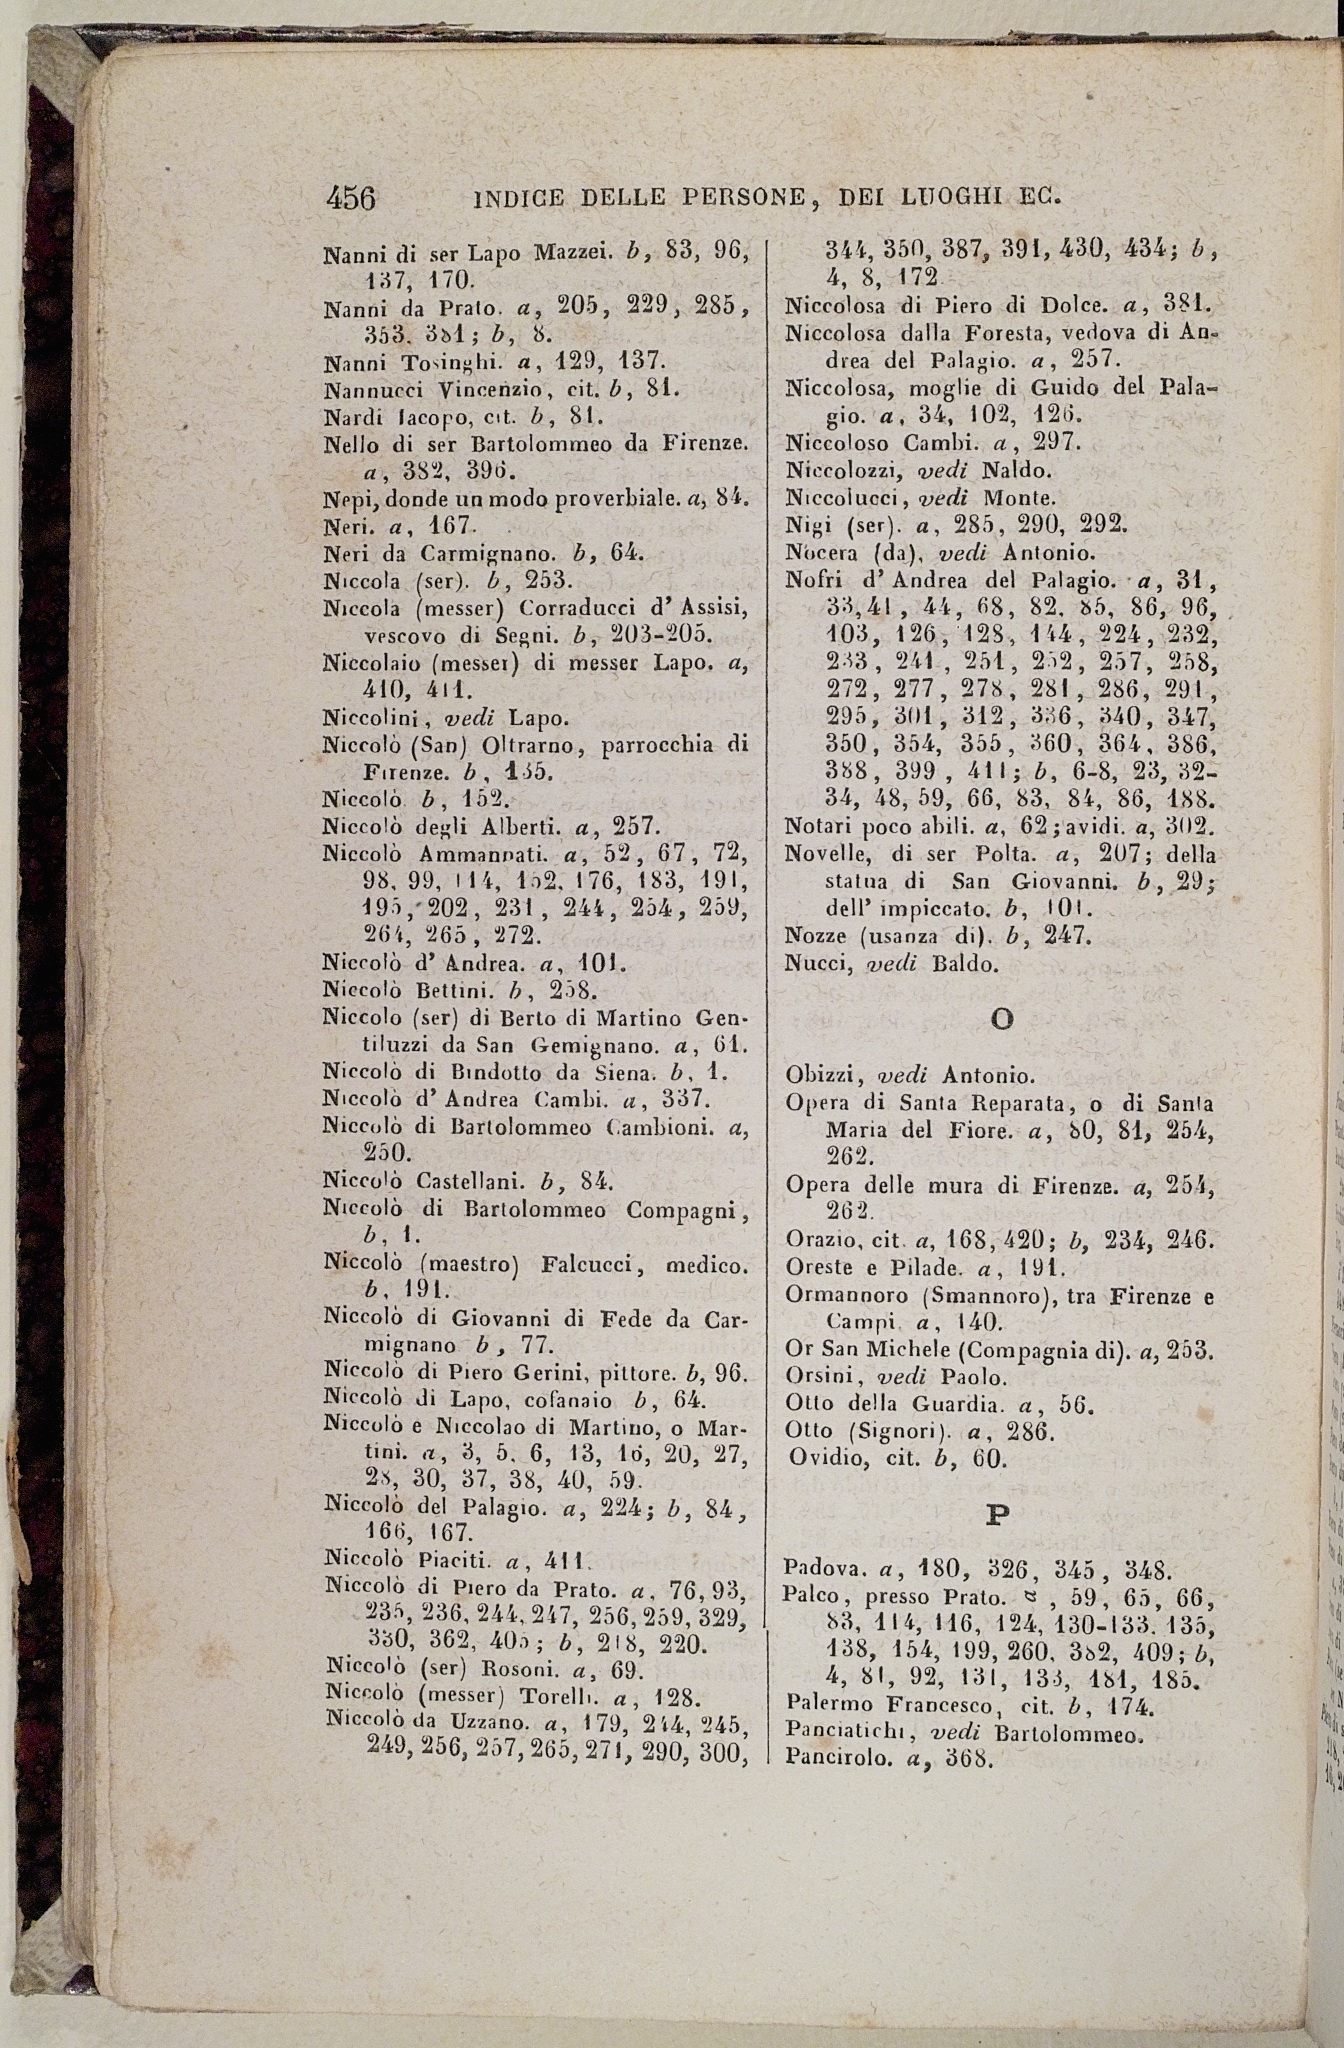 456 INDICE DELLE PERSONE, DEI LUOGHI EC.
Nanni di ser Lapo Mazzei. b, 83, 96,
137, 170.
Nanni da Prato. a, 205, 229, 285,
353. 381; b, 8.
Nanni Tosinghi. a, 129, 137.
Nannucci Vincenzio, cit. b, 81.
Nardi Iacopo, cit. b, 81.
Nello di ser Bartolommeo da Firenze.
a, 382, 396.
Nepi, donde un modo proverbiale. a, 84.
Neri. a, 167.
Neri da Carmignano. b, 64.
Niccola (ser). b, 253.
Niccola (messer) Corraducci d' Assisi,
vescovo di Segni. b, 203-205.
Niccolaio (messer) di messer Lapo. a,
410, 411.
Niccolini, vedi Lapo.
Niccolò (San) Oltrarno, parrocchia di
Firenze. b, 135.
Niccolò. b, 152.
Niccolò degli Alberti. a, 257.
Niccolò Ammannati. a, 52, 67, 72,
98, 99, 114, 152, 176, 183, 191,
195, 202, 231, 244, 254, 259,
264, 265, 272.
Niccolò d' Andrea. a, 101.
Niccolò Bettini. b, 258.
Niccolo (ser) di Berto di Martino Gen-
tiluzzi da San Gemignano. a, 61.
Niccolò di Bindotto da Siena. b, 1.
Niccolò d' Andrea Cambi. a, 337.
Niccolò di Bartolommeo Cambioni. a,
250.
Niccolò Castellani. b, 84.
Niccolò di Bartolommeo Compagni,
b, 1.
Niccolò (maestro) Falcucci, medico.
b, 191.
Niccolò di Giovanni di Fede da Car-
mignano b, 77.
Niccolò di Piero Gerini, pittore. b, 96.
Niccolò di Lapo, cofanaio b, 64.
Niccolò e Niccolao di Martino, o Mar-
tini. a, 3, 5, 6, 13, 16, 20, 27,
28, 30, 37, 38, 40, 59.
Niccolò del Palagio. a, 224; b, 84,
166, 167.
Niccolò Piaciti. a, 411.
Niccolò di Piero da Prato. a, 76, 93,
235, 236, 244, 247, 256, 259, 329,
330, 362, 405; b, 218, 220.
Niccolò (ser) Rosoni. a, 69.
Niccolò (messer) Torelli. a, 128.
Niccolò da Uzzano. a, 179, 244, 245,
249, 256, 257, 265, 271, 290, 300,
344, 350, 387, 391, 430, 434; b,
4, 8, 172
Niccolosa di Piero di Dolce. a, 381.
Niccolosa dalla Foresta, vedova di An-
drea del Palagio. a, 257.
Niccolosa, moglie di Guido del Pala-
gio. a, 34, 102, 126.
Niccoloso Cambi. a, 297.
Niccolozzi, vedi Naldo.
Niccolucci, vedi Monte.
Nigi (ser). a, 285, 290, 292.
Nocera (da), vedi Antonio.
Nofri d' Andrea del Palagio. a, 31,
33, 41, 44, 68, 82, 85, 86, 96,
103, 126, 128, 144, 224, 232,
233, 241, 251, 252, 257, 258,
272, 277, 278, 281, 286, 291,
295, 301, 312, 336, 340, 347,
350, 354, 355, 360, 364, 386,
388, 399, 411; b, 6-8, 23, 32-
34, 48, 59, 66, 83, 84, 86, 188.
Notari poco abili. a, 62; avidi. a, 302.
Novelle, di ser Polta. a, 207; della
statua di San Giovanni. b, 29;
dell' impiccato. b, 101.
Nozze (usanza di). b, 247.
Nucci, vedi Baldo.
O
Obizzi, vedi Antonio.
Opera di Santa Reparata, o di Santa
Maria del Fiore. a, 80, 81, 254,
262.
Opera delle mura di Firenze. a, 254,
262.
Orazio, cit. a, 168, 420; b, 234, 246.
Oreste e Pilade. a, 191.
Ormannoro (Smannoro), tra Firenze e
Campi. a, 140.
Or San Michele (Compagnia di). a, 253.
Orsini, vedi Paolo.
Otto della Guardia. a, 56.
Otto (Signori). a, 286.
Ovidio, cit. b, 60.
P
Padova. a, 180, 326, 345, 348.
Palco, presso Prato. a, 59, 65, 66,
83, 114, 116, 124, 130-133. 135,
138, 154, 199, 260, 382, 409; b,
4, 81, 92, 131, 133, 181, 185.
Palermo Francesco, cit. b, 174.
Panciatichi, vedi Bartolommeo.
Pancirolo. a, 368.